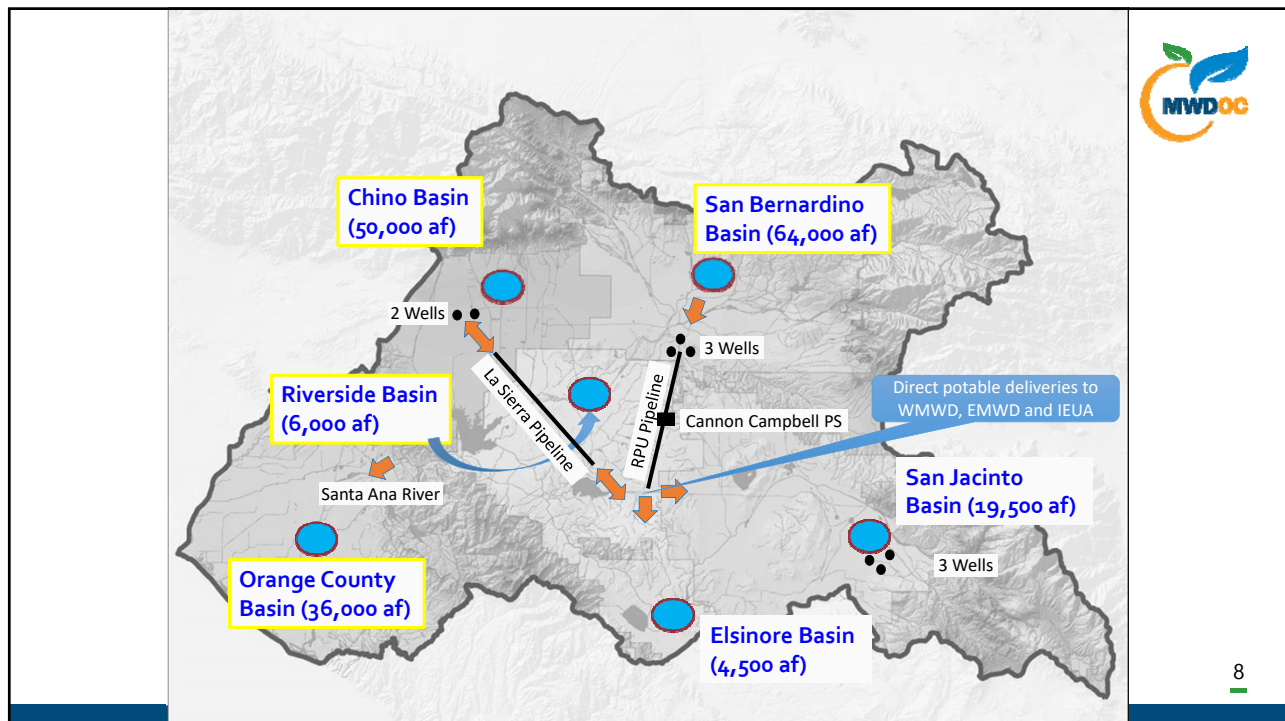 MWDOC
Chino Basin
(50,000 af)
San Bernardino
Basin (64,000 af)
2 Wells
3 Wells
La Sierra Pipeline
RPU Pipeline
Riverside Basin
(6,000 af)
Direct potable deliveries to
WMWD, EMWD and IEUA
Cannon Campbell PS
Santa Ana River
San Jacinto
Basin (19,500 af)
3 Wells
Orange County
Basin (36,000 af)
Elsinore Basin
(4,500 af)
8